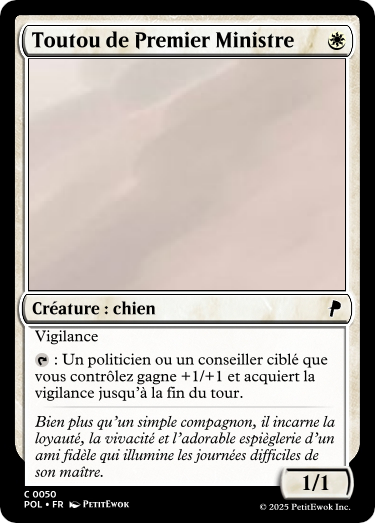 Toutou de Premier Ministre
Créature : chien
Vigilance
: Un politicien ou un conseiller ciblé que
vous contrôlez gagne +1/+1 et acquiert la
vigilance jusqu'à la fin du tour.
Bien plus qu'un simple compagnon, il incarne la
loyauté, la vivacité et l'adorable espièglerie d'un
ami fidèle qui illumine les journées difficiles de
son maître.
1/1
C 0050
POL • FR PetitEwok
© 2025 PetitEwok Inc.